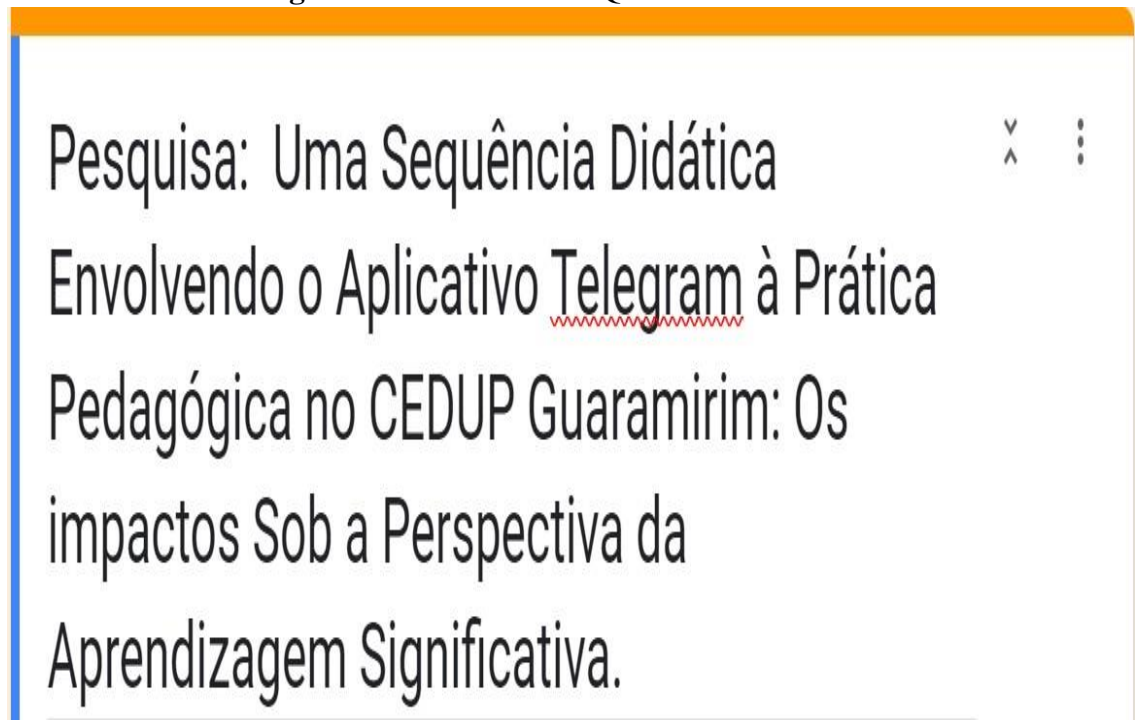 Pesquisa: Uma Sequência Didática
Envolvendo o Aplicativo Telegram à Prática
Pedagógica no CEDUP Guaramirim: Os
impactos Sob a Perspectiva da
Aprendizagem Significativa.